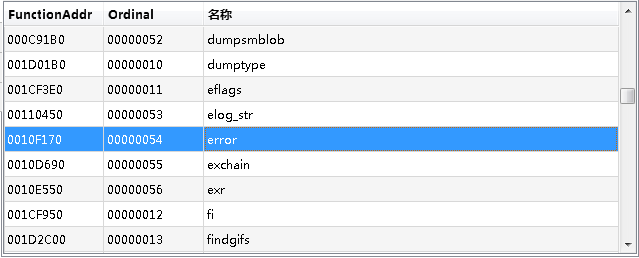 FunctionAddr Ordinal 名称
000C91B0 00000052 dumpsmblob
001D01B0 00000010 dumptype
001CF3E0 00000011 eflags
00110450 00000053 elog_str
0010F170 00000054 error
0010D690 00000055 exchain
0010E550 00000056 exr
001CF950 00000012 fi
001D2C00 00000013 findgifs